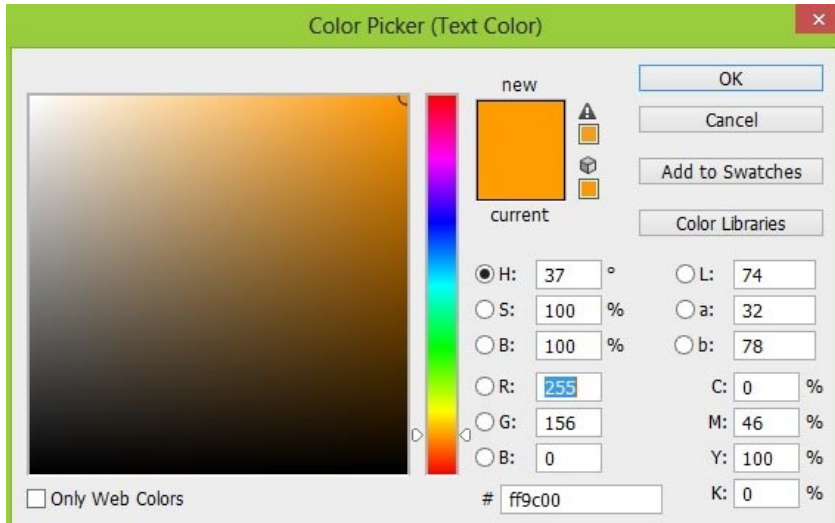 Color Picker (Text Color)
new
current
OK
Cancel
Add to Swatches
Color Libraries
H: 37 °
S: 100 %
B: 100 %
R: 255
G: 156
B: 0
# ff9c00
L: 74
a: 32
b: 78
C: 0 %
M: 46 %
Y: 100 %
K: 0 %
Only Web Colors